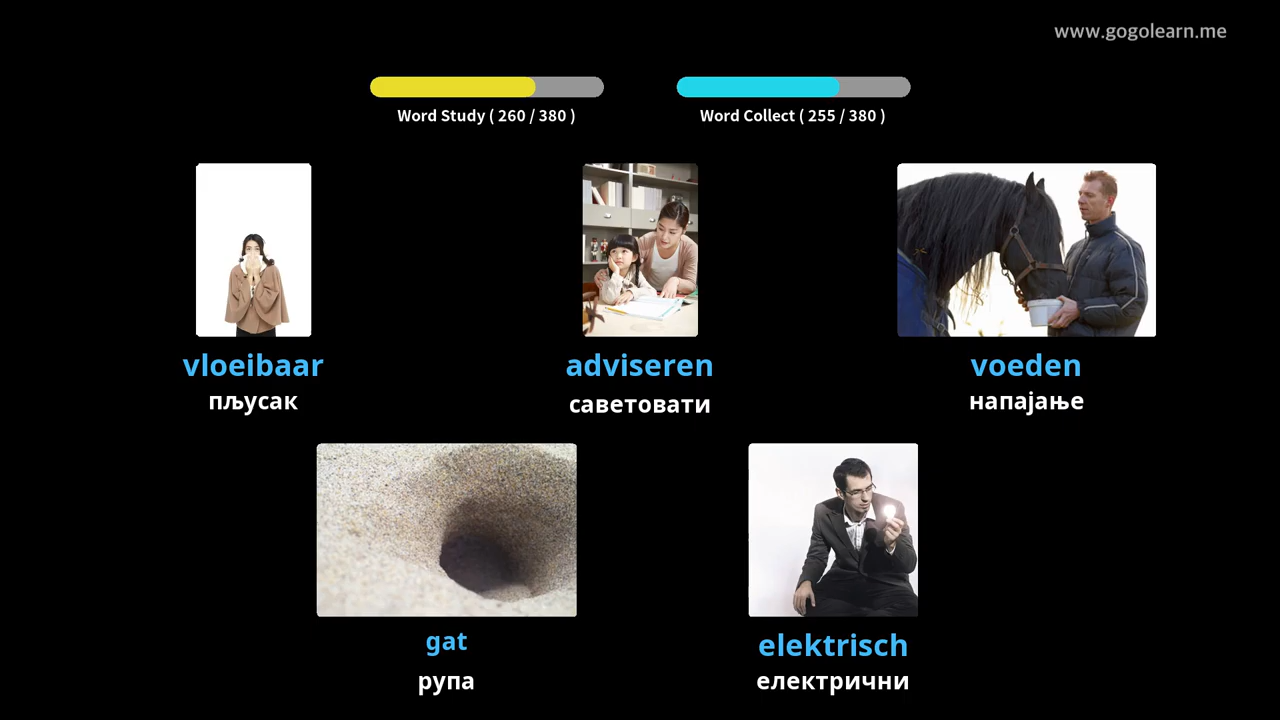 www.gogolearn.me
Word Study ( 260 / 380 )
Word Collect ( 255 / 380 )
vloeibaar
пљусак
adviseren
саветовати
voeden
напајање
gat
рупа
elektrisch
електрични